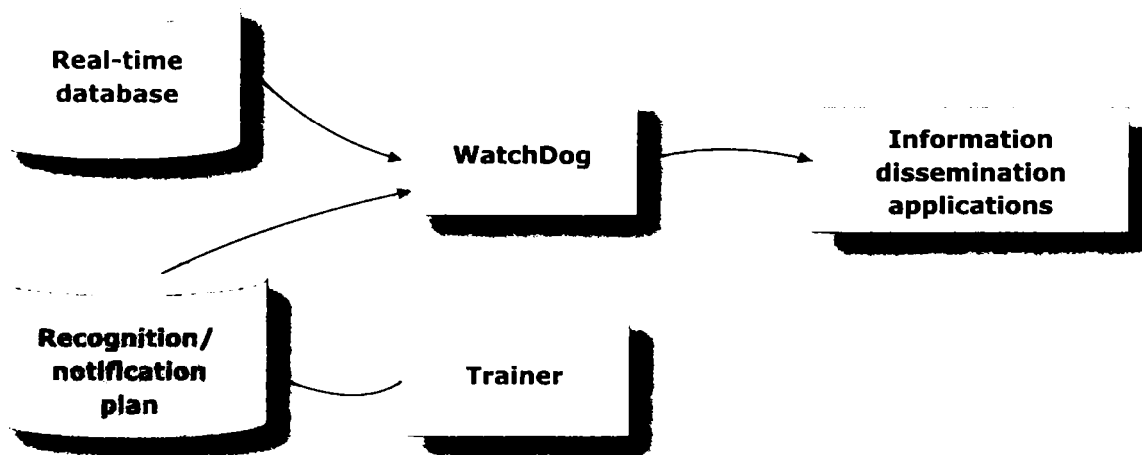 Real-time
database
WatchDog
Information
dissemination
applications
Recognition/
notification
plan
Trainer